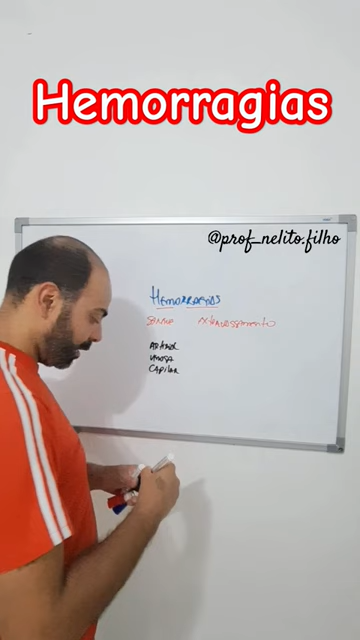 Hemorragias
@prof_nelito.filho
HEMORRAGIAS
SANGUE
ARTERIAL
VENOSA
CAPILAR